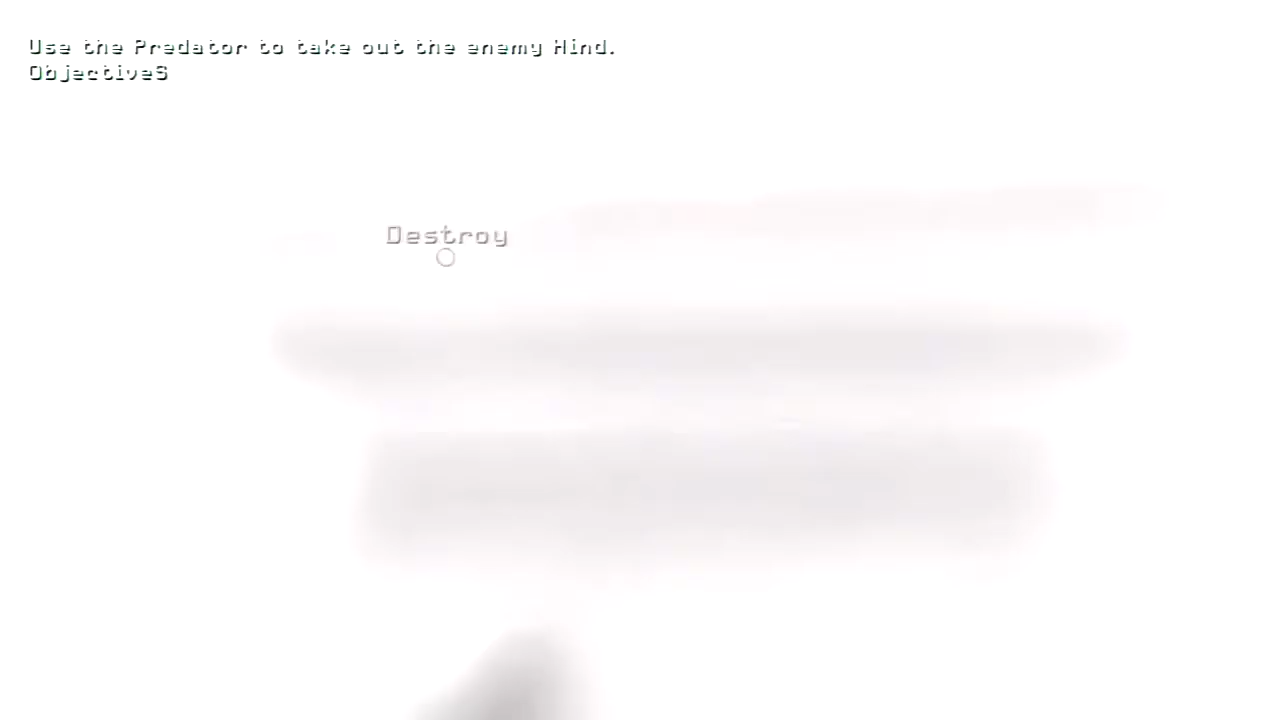 Use the Predator to take out the enemy Hind.
ObjectiveS
Destroy